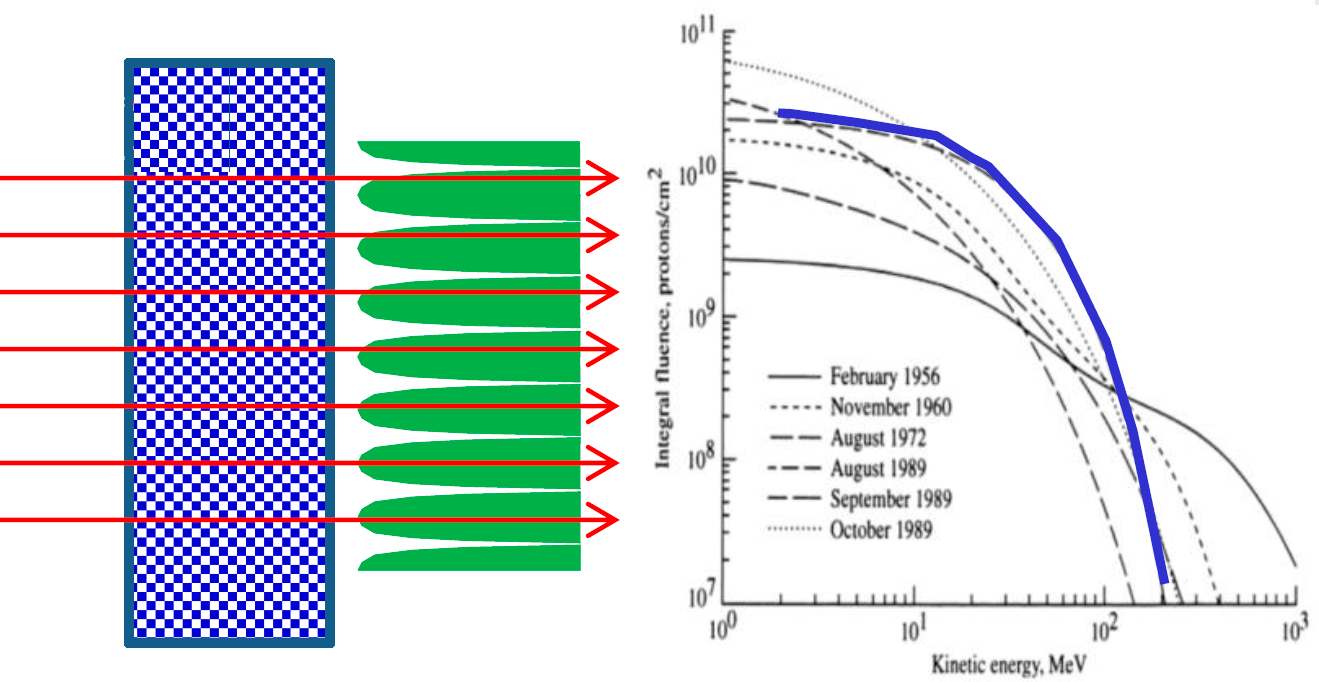 10^11
10^10
10^9
10^8
10^7
Integral fluence, protons/cm^2
February 1956
November 1960
August 1972
August 1989
September 1989
October 1989
10^0
10^1
10^2
10^3
Kinetic energy, MeV